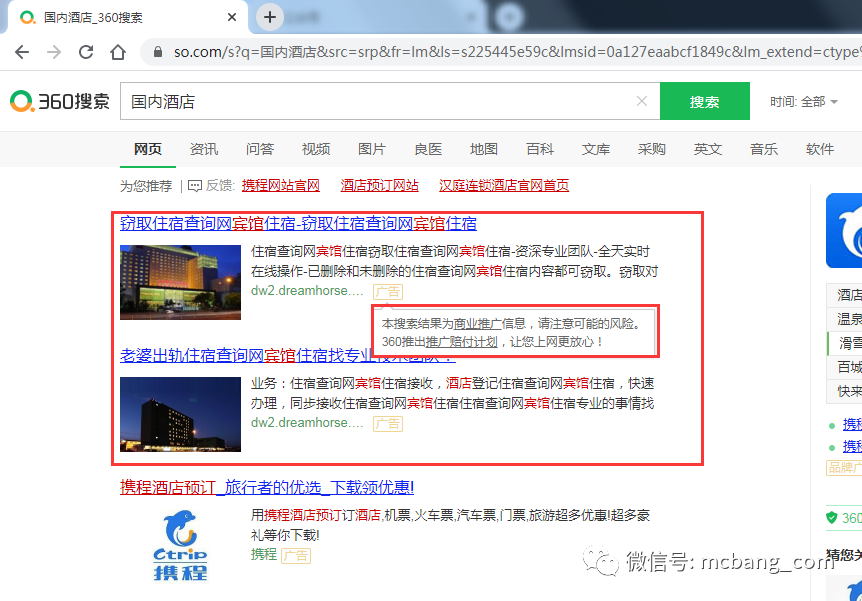 国内酒店_360搜索
so.com/s?q=国内酒店&src=srp&fr=lm&ls=s225445e59c&lmsid=0a127eaabcf1849c&lm_extend=ctype%
360搜索
国内酒店
搜索
时间: 全部
网页 资讯 问答 视频 图片 良医 地图 百科 文库 采购 英文 音乐 软件
为您推荐 反馈: 携程网站官网 酒店预订网站 汉庭连锁酒店官网首页
窃取住宿查询网宾馆住宿-窃取住宿查询网宾馆住宿
住宿查询网宾馆住宿窃取住宿查询网宾馆住宿-资深专业团队-全天实时
在线操作-已删除和未删除的住宿查询网宾馆住宿内容都可窃取。窃取对
dw2.dreamhorse.... 广告
本搜索结果为商业推广信息，请注意可能的风险。
360推出推广赔付计划，让您上网更放心！
老婆出轨住宿查询网宾馆住宿找专业技术团队！
业务：住宿查询网宾馆住宿接收，酒店登记住宿查询网宾馆住宿，快速
办理，同步接收住宿查询网宾馆住宿住宿查询网宾馆住宿专业的事情找
dw2.dreamhorse.... 广告
携程酒店预订_旅行者的优选_下载领优惠!
用携程酒店预订订酒店,机票,火车票,汽车票,门票,旅游超多优惠!超多豪
礼等你下载!
携程 广告
Ctrip
携程
酒店
温泉
滑雪
百城
快来
携程
携程
品牌广
360
猜您关
微信号: mcbang_com